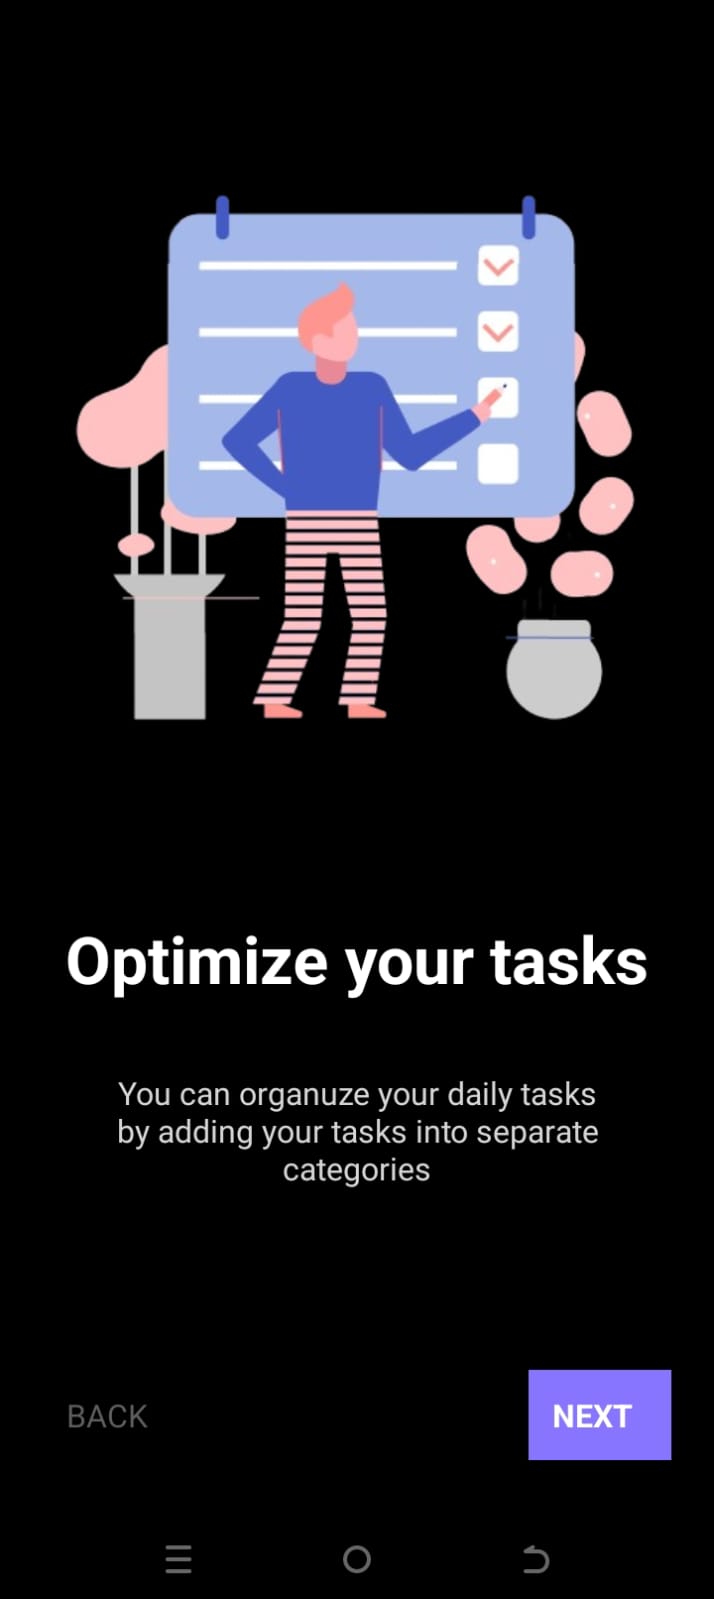 Optimize your tasks
You can organuze your daily tasks
by adding your tasks into separate
categories
BACK
NEXT